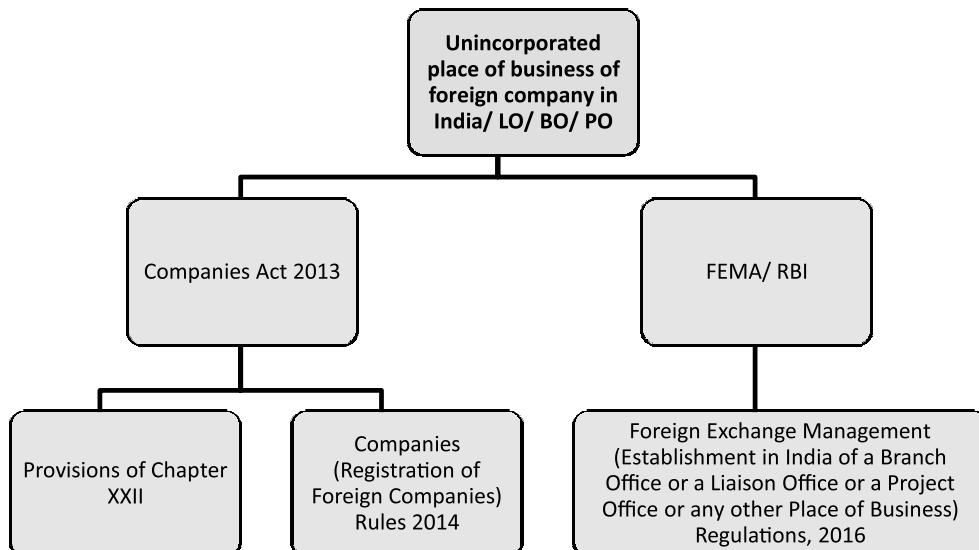 Unincorporated
place of business of
foreign company in
India/ LO/ BO/ PO
Companies Act 2013
FEMA/ RBI
Provisions of Chapter
XXII
Companies
(Registration of
Foreign Companies)
Rules 2014
Foreign Exchange Management
(Establishment in India of a Branch
Office or a Liaison Office or a Project
Office or any other Place of Business)
Regulations, 2016